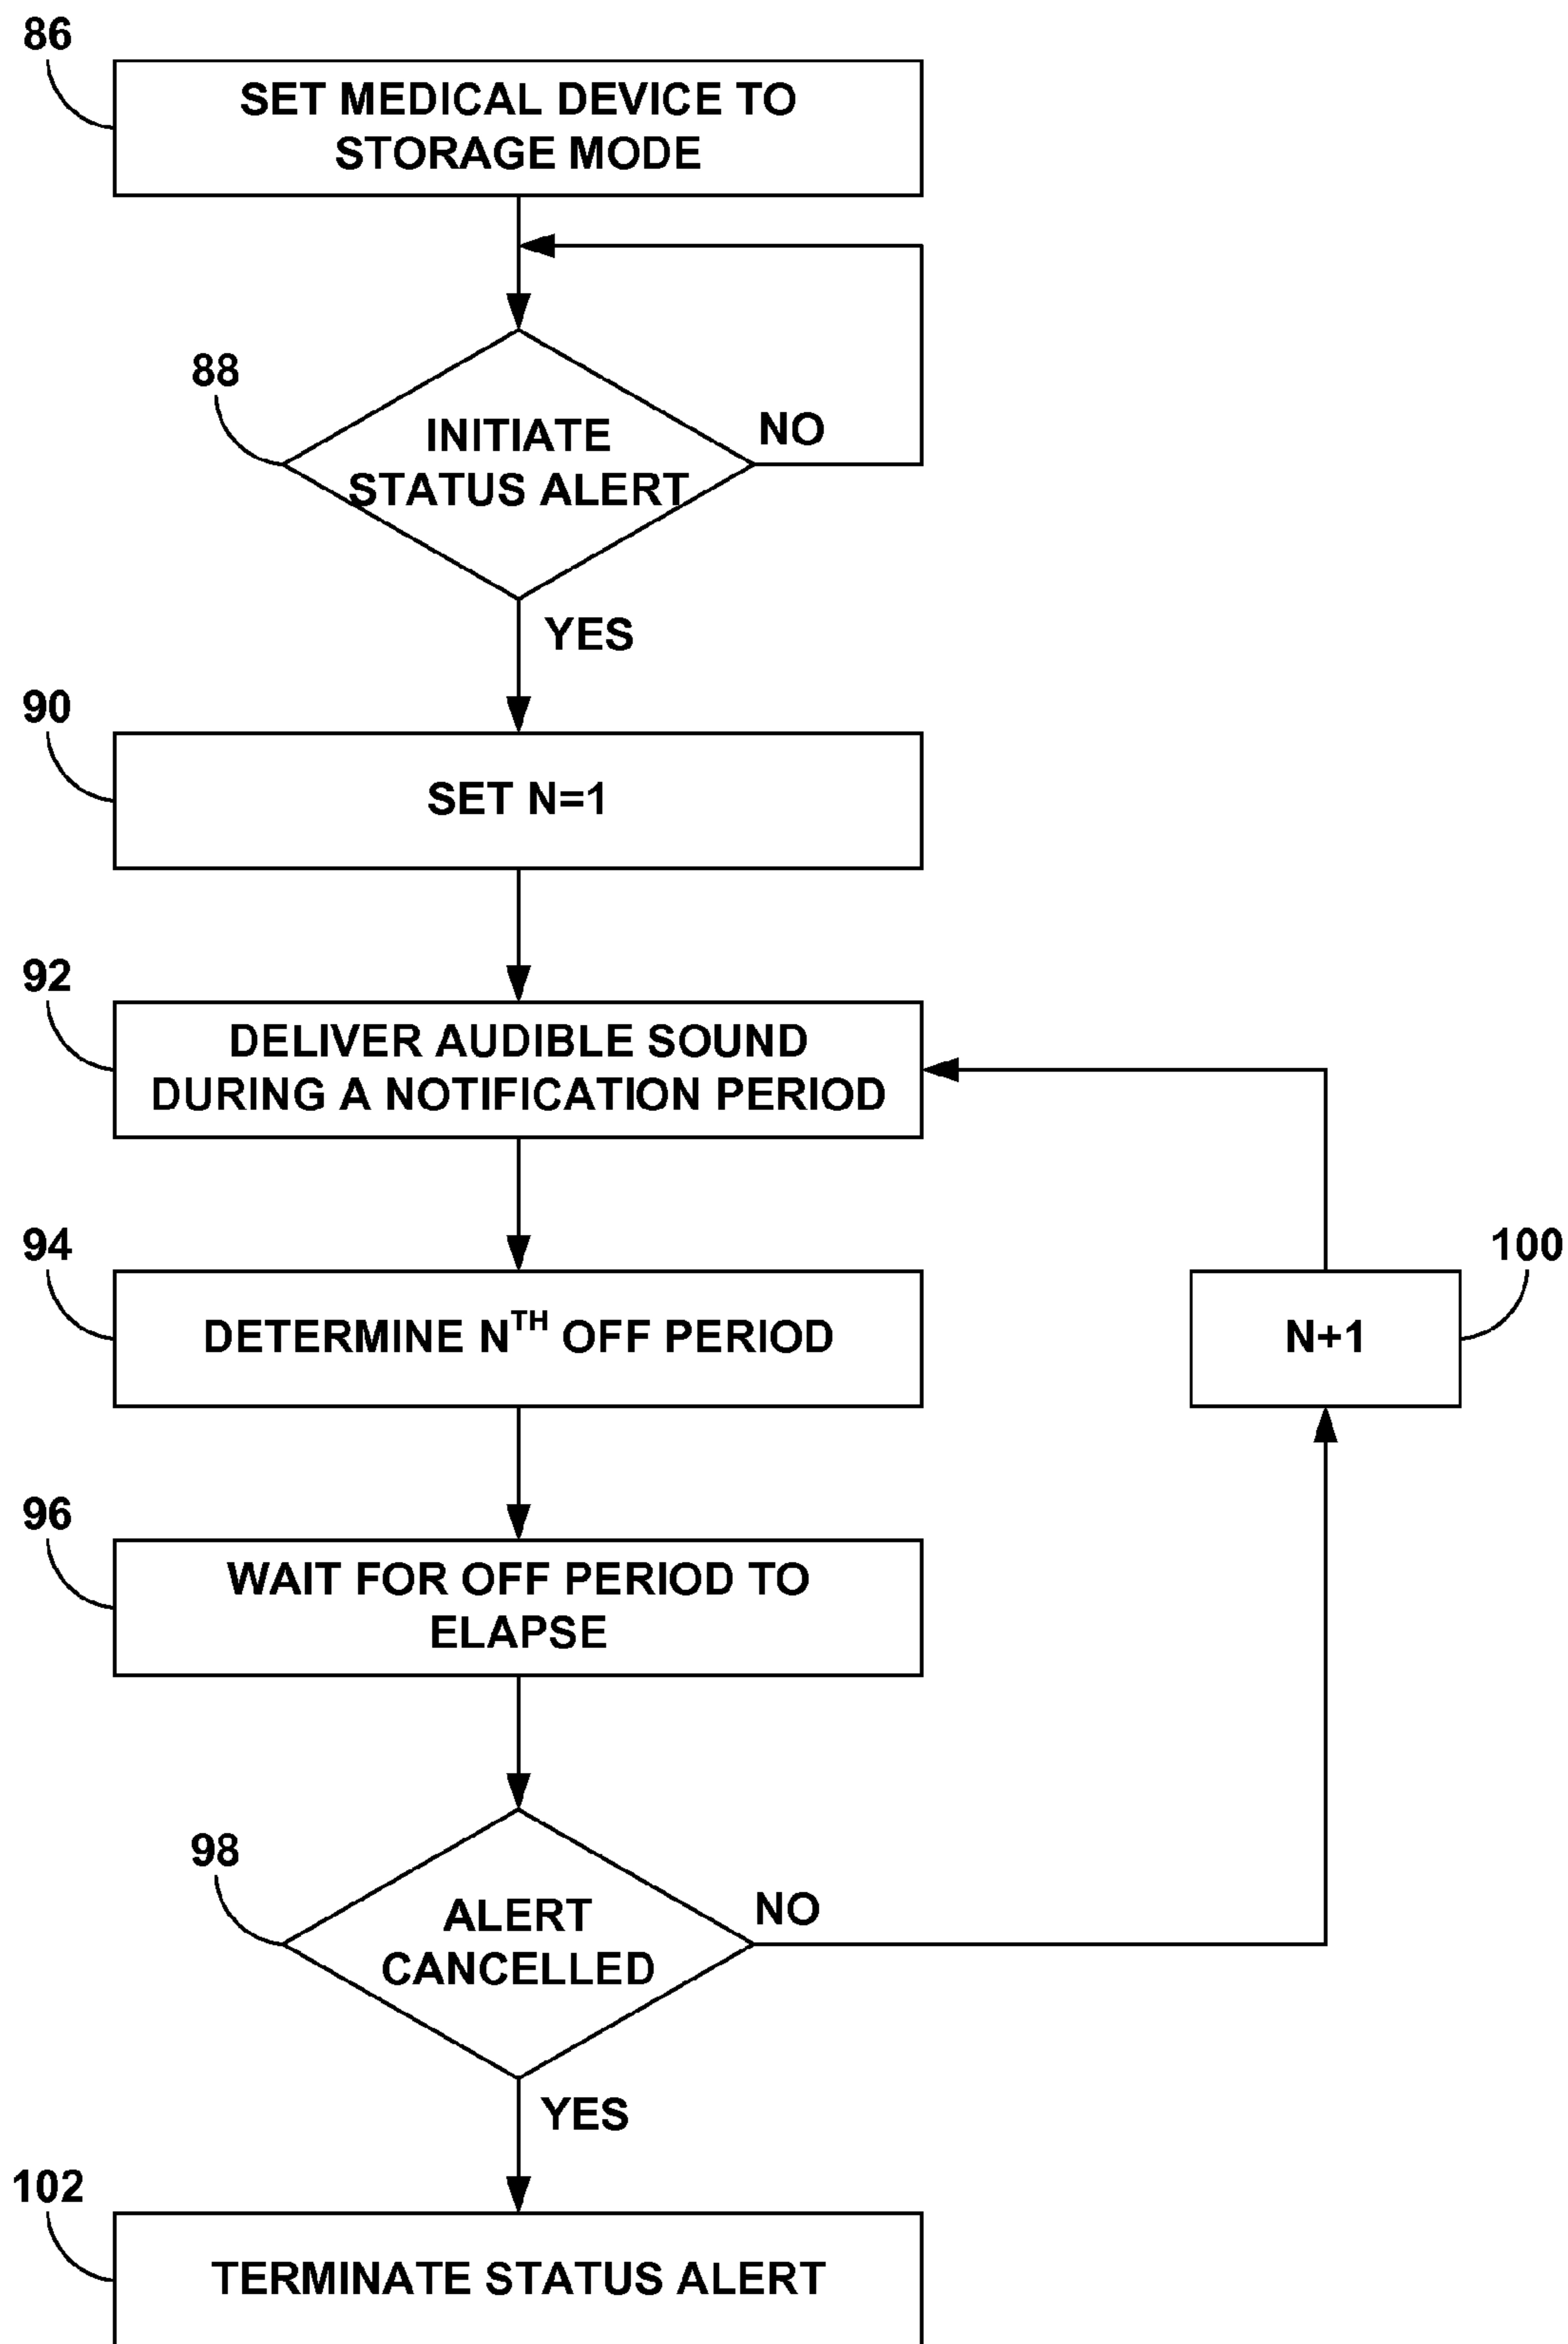 86
SET MEDICAL DEVICE TO
STORAGE MODE
88
INITIATE
STATUS ALERT
NO
YES
90
SET N=1
92
DELIVER AUDIBLE SOUND
DURING A NOTIFICATION PERIOD
94
DETERMINE NTH OFF PERIOD
100
N+1
96
WAIT FOR OFF PERIOD TO
ELAPSE
98
ALERT
CANCELLED
NO
YES
102
TERMINATE STATUS ALERT